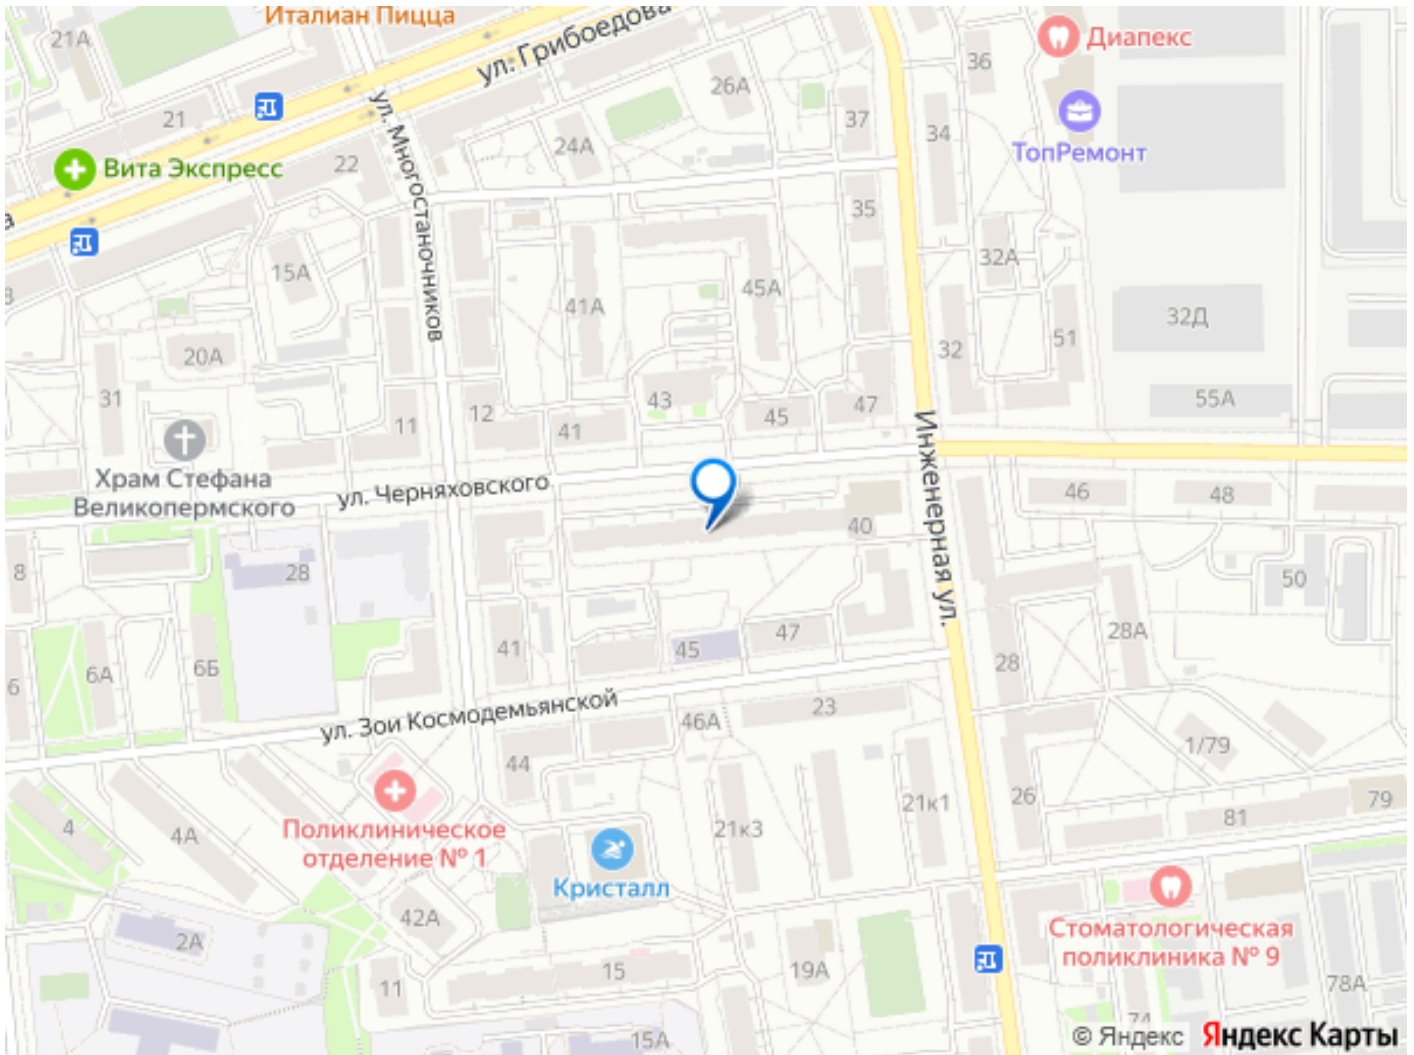 Италиан Пицца
21А
ул. Грибоедова
Диапекс
36
26А
21
37
34
ул. Многостаночников
24А
ТопРемонт
Вита Экспресс
22
а
35
15А
32А
45А
41А
32Д
3
20А
32
51
31
43
55А
12
11
41
45
47
Инженерная ул.
Храм Стефана
Великопермского
ул. Черняховского
46
48
40
8
28
50
41
45
47
28А
6А
6Б
28
6
ул. Зои Космодемьянской
46А
23
1/79
44
26
21к1
79
81
4
4А
21к3
Поликлиническое
отделение № 1
Кристалл
42А
Стоматологическая
поликлиника № 9
2А
15
19А
11
78А
74
15А
© Яндекс Яндекс Карты